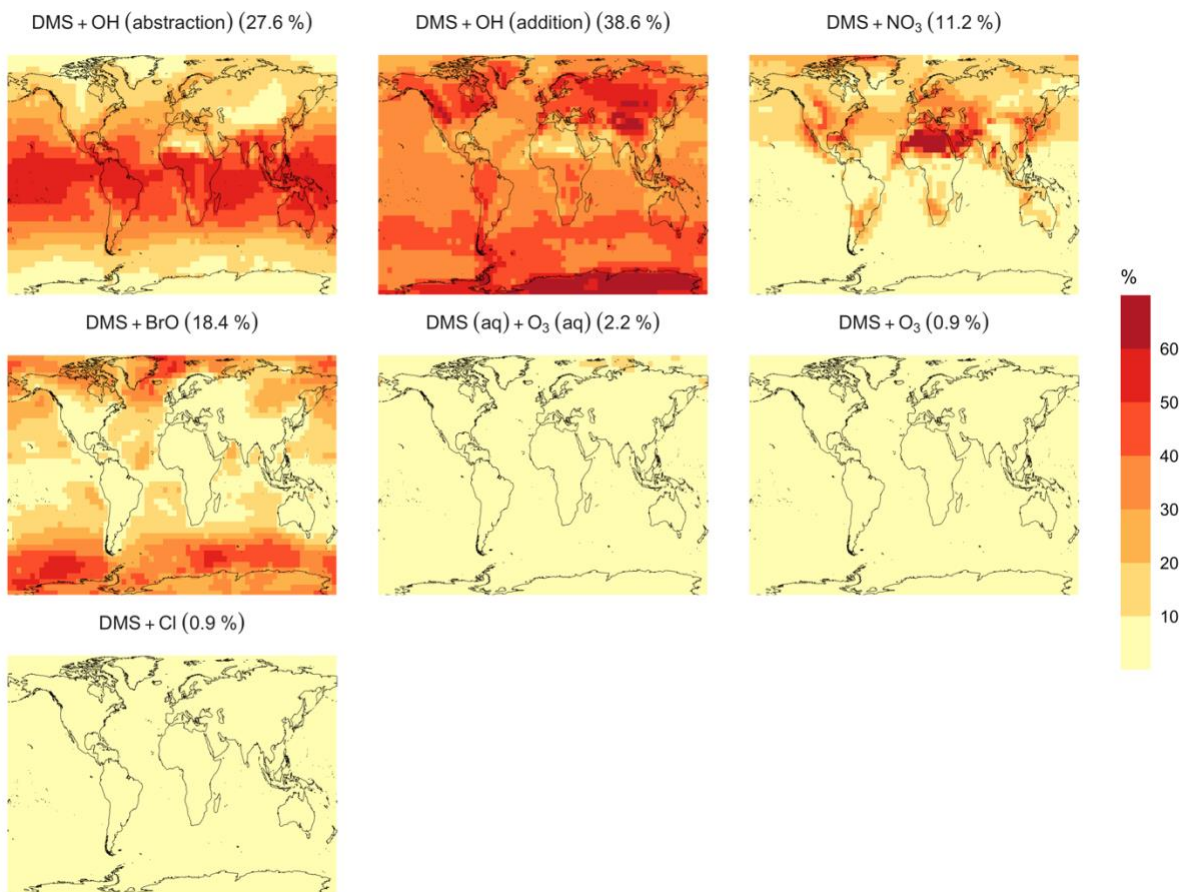 DMS + OH (abstraction) (27.6 %)
DMS + OH (addition) (38.6 %)
DMS + NO₃ (11.2 %)
DMS + BrO (18.4 %)
DMS (aq) + O₃ (aq) (2.2 %)
DMS + O₃ (0.9 %)
DMS + Cl (0.9 %)
%
60
50
40
30
20
10